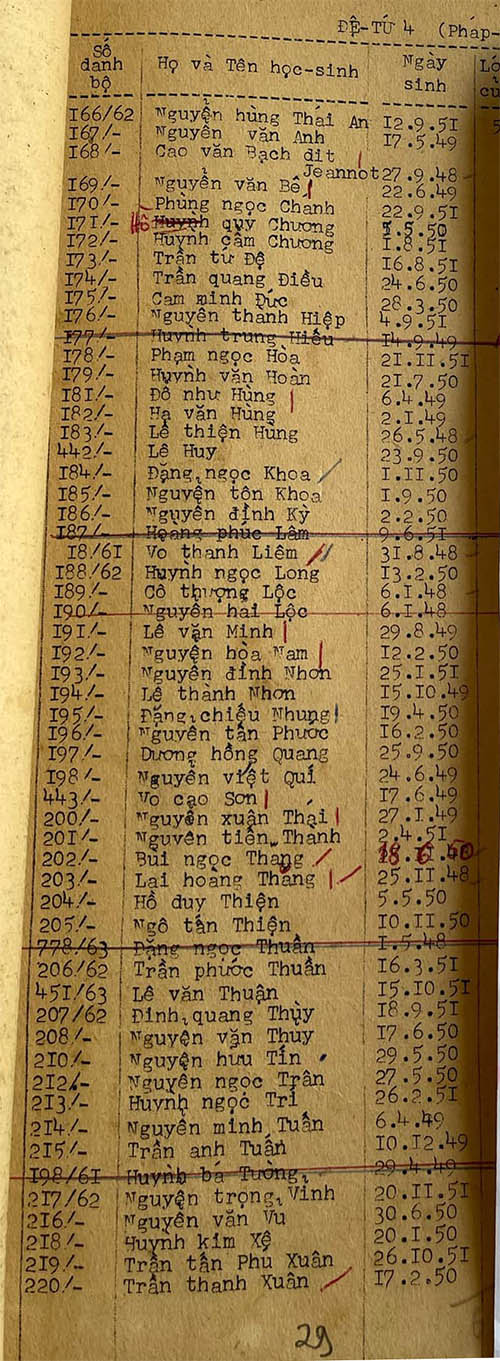 ĐỆ-TỨ 4 (Pháp-
Số danh bộ Họ và Tên học-sinh Ngày sinh
166/62 Nguyễn hùng Thái An 12.9.51
167/- Nguyễn văn Anh 17.5.49
168/- Cao văn Bạch dit Jeannot 27.9.48
169/- Nguyễn văn Bé 22.6.49
170/- Phùng ngọc Chanh 22.9.51
171/- Hồ Huỳnh quý Chương 5.5.50
172/- Huỳnh cẩm Chương 1.8.51
173/- Trần tư Đệ 16.8.51
174/- Trần quang Điều 24.6.50
175/- Cam minh Đức 28.3.50
176/- Nguyễn thanh Hiệp 4.9.51
177/- Huỳnh trung Hiếu 14.9.49
178/- Phạm ngọc Hòa 21.11.51
179/- Huỳnh văn Hoàn 21.7.50
181/- Đỗ như Hùng 6.4.49
182/- Hạ văn Hùng 2.1.49
183/- Lê thiện Hùng 26.5.48
442/- Lê Huy 23.9.50
184/- Đặng ngọc Khoa 1.11.50
185/- Nguyễn tôn Khoa 1.9.50
186/- Nguyễn đình Kỳ 2.2.50
187/- Hoàng phúc Lâm 9.6.51
18/61 Vo thanh Liêm 31.8.48
188/62 Huỳnh ngọc Long 13.2.50
189/- Cô thượng Lộc 6.1.48
190/- Nguyễn hai Lộc 6.1.48
191/- Lê văn Minh 29.8.49
192/- Nguyễn hòa Nam 12.2.50
193/- Nguyễn đình Nhơn 25.1.51
194/- Lê thành Nhơn 15.10.49
195/- Đặng chiêu Nhung 19.4.50
196/- Nguyễn tấn Phước 16.2.50
197/- Dương hồng Quang 25.9.50
198/- Nguyễn việt Quí 24.6.49
443/- Vo cao Sơn 17.6.49
200/- Nguyễn xuân Thại 27.1.49
201/- Nguyễn tiến Thành 2.4.51
202/- Bùi ngọc Thang 18.6.50
203/- Lai hoàng Thắng 25.11.48
204/- Hồ duy Thiện 5.5.50
205/- Ngô tấn Thiện 10.11.50
778/63 Đặng ngọc Thuần 1.5.48
206/62 Trần phước Thuần 16.3.51
451/63 Lê văn Thuận 15.10.51
207/62 Đinh quang Thùy 18.9.51
208/- Nguyễn văn Thuy 17.6.50
210/- Nguyễn hưu Tín 29.5.50
212/- Nguyễn ngọc Trân 27.5.50
213/- Huỳnh ngọc Tri 26.2.51
214/- Nguyễn minh Tuấn 6.4.49
215/- Trần anh Tuấn 10.12.49
198/61 Huỳnh bá Tường 29.4.49
217/62 Nguyễn trọng Vinh 20.11.51
216/- Nguyễn văn Vu 30.6.50
218/- Huỳnh kim Xệ 20.1.50
219/- Trần tấn Phu Xuân 26.10.51
220/- Trần thanh Xuân 17.2.50
29